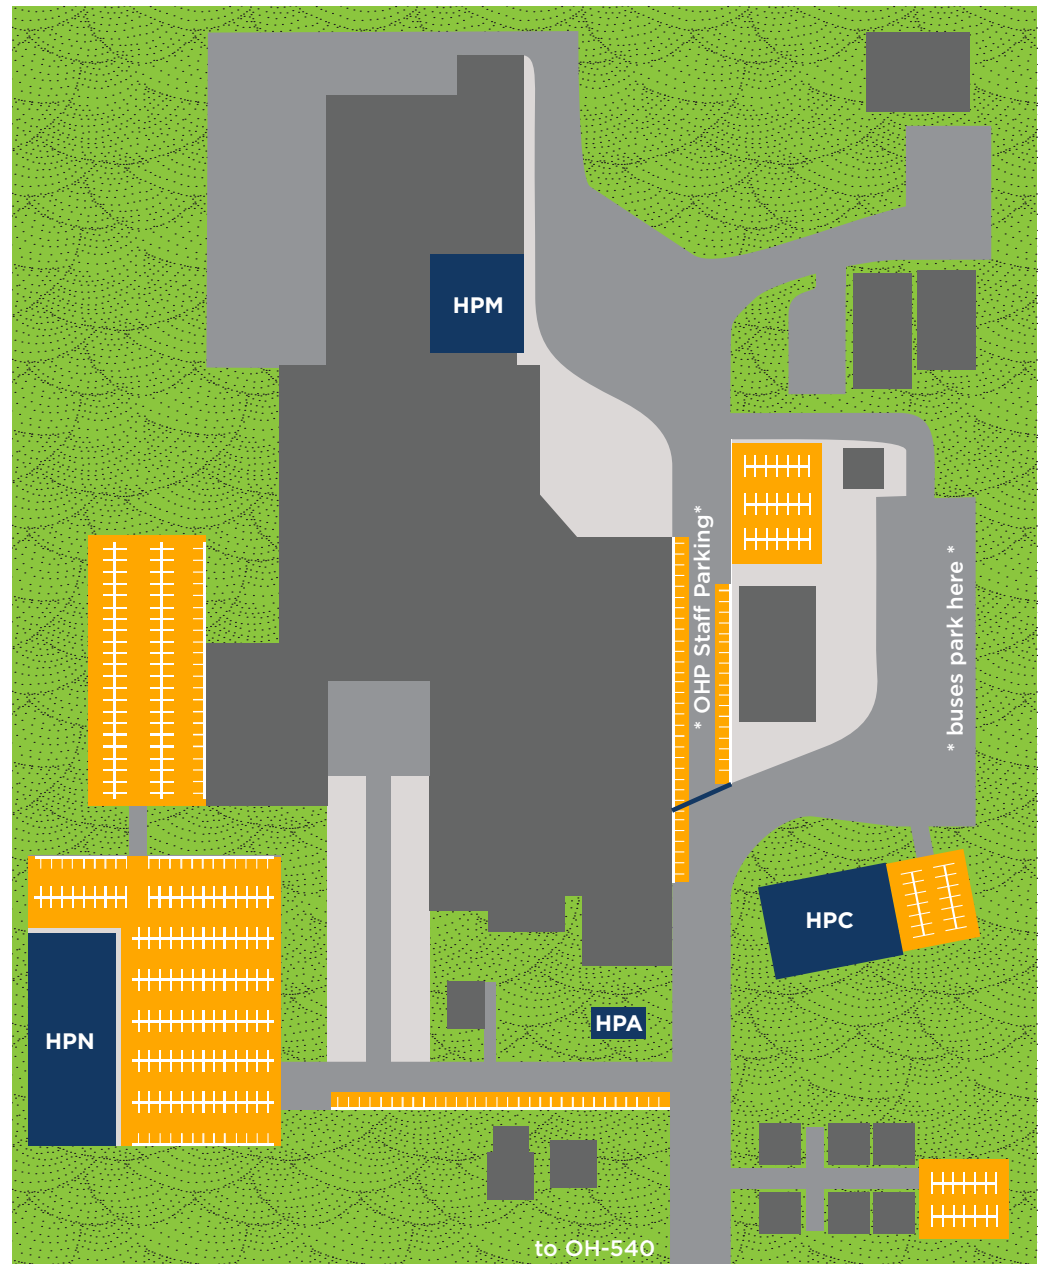 HPM
* OHP Staff Parking*
* buses park here *
HPC
HPA
HPN
to OH-540